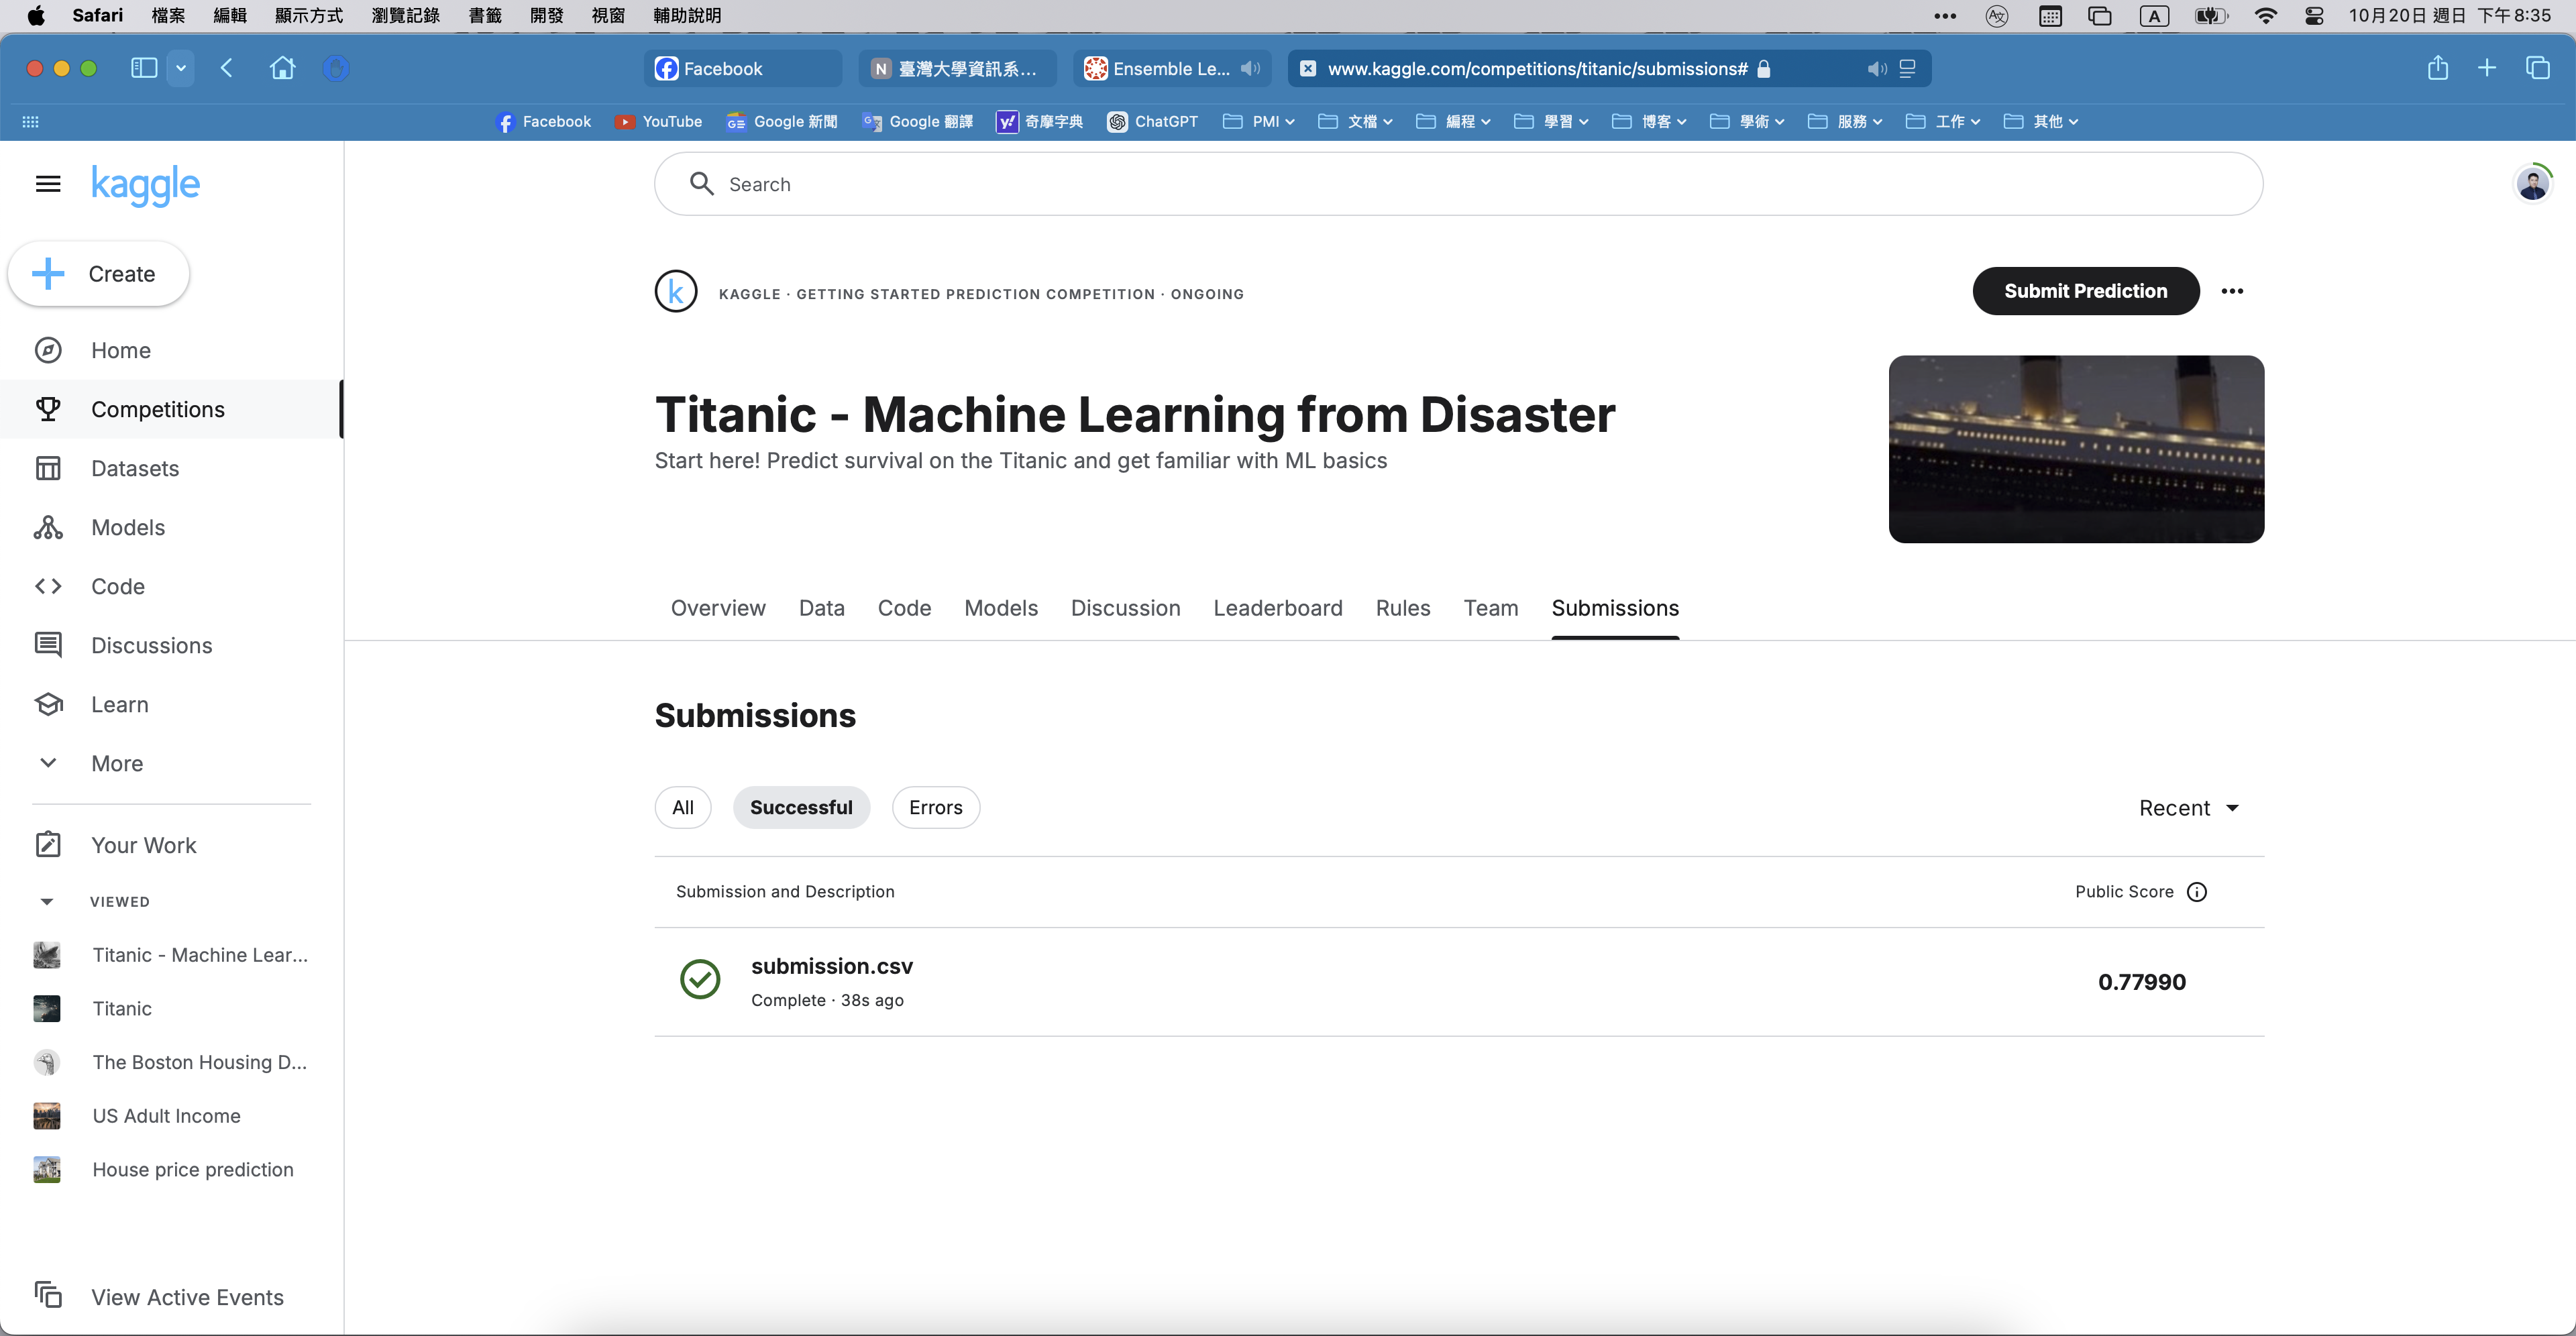 Safari 檔案 編輯 顯示方式 瀏覽記錄 書籤 開發 視窗 輔助說明 A 10月20日 週日 下午8:35
Facebook N 臺灣大學資訊系... Ensemble Le... www.kaggle.com/competitions/titanic/submissions#
Facebook YouTube Google 新聞 Google 翻譯 y! 奇摩字典 ChatGPT PMI 文檔 編程 學習 博客 學術 服務 工作 其他
kaggle
Search
Create
Home
Competitions
Datasets
Models
Code
Discussions
Learn
More
Your Work
VIEWED
Titanic - Machine Lear...
Titanic
The Boston Housing D...
US Adult Income
House price prediction
View Active Events
k KAGGLE · GETTING STARTED PREDICTION COMPETITION · ONGOING
Submit Prediction
Titanic - Machine Learning from Disaster
Start here! Predict survival on the Titanic and get familiar with ML basics
Overview Data Code Models Discussion Leaderboard Rules Team Submissions
Submissions
All Successful Errors Recent
Submission and Description Public Score
submission.csv
Complete · 38s ago
0.77990